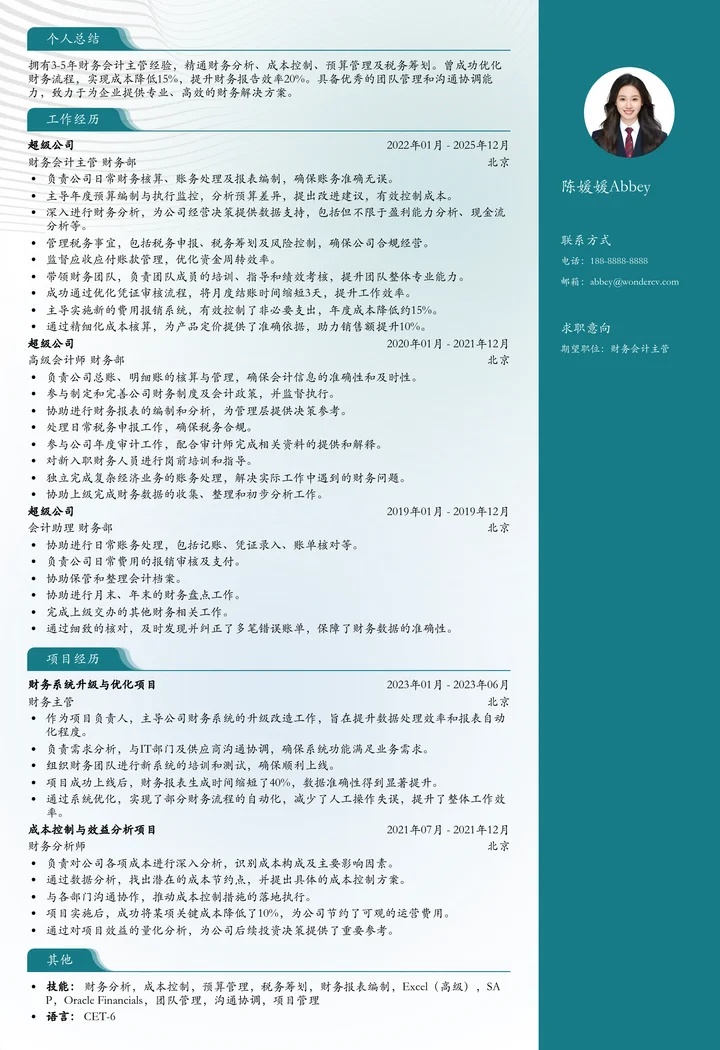 个人总结
拥有3-5年财务会计主管经验，精通财务分析、成本控制、预算管理及税务筹划。曾成功优化
财务流程，实现成本降低15%，提升财务报告效率20%。具备优秀的团队管理和沟通协调能
力，致力于为企业提供专业、高效的财务解决方案。
工作经历
超级公司 2022年01月 - 2025年12月
财务会计主管 财务部 北京
• 负责公司日常财务核算、账务处理及报表编制，确保账务准确无误。
• 主导年度预算编制与执行监控，分析预算差异，提出改进建议，有效控制成本。
• 深入进行财务分析，为公司经营决策提供数据支持，包括但不限于盈利能力分析、现金流
分析等。
• 管理税务事宜，包括税务申报、税务筹划及风险控制，确保公司合规经营。
• 监督应收应付账款管理，优化资金周转效率。
• 带领财务团队，负责团队成员的培训、指导和绩效考核，提升团队整体专业能力。
• 成功通过优化凭证审核流程，将月度结账时间缩短3天，提升工作效率。
• 主导实施新的费用报销系统，有效控制了非必要支出，年度成本降低约15%。
• 通过精细化成本核算，为产品定价提供了准确依据，助力销售额提升10%。
超级公司 2020年01月 - 2021年12月
高级会计师 财务部 北京
• 负责公司总账、明细账的核算与管理，确保会计信息的准确性和及时性。
• 参与制定和完善公司财务制度及会计政策，并监督执行。
• 协助进行财务报表的编制和分析，为管理层提供决策参考。
• 处理日常税务申报工作，确保税务合规。
• 参与公司年度审计工作，配合审计师完成相关资料的提供和解释。
• 对新入职财务人员进行岗前培训和指导。
• 独立完成复杂经济业务的账务处理，解决实际工作中遇到的财务问题。
• 协助上级完成财务数据的收集、整理和初步分析工作。
超级公司 2019年01月 - 2019年12月
会计助理 财务部 北京
• 协助进行日常账务处理，包括记账、凭证录入、账单核对等。
• 负责公司日常费用的报销审核及支付。
• 协助保管和整理会计档案。
• 协助进行月末、年末的财务盘点工作。
• 完成上级交办的其他财务相关工作。
• 通过细致的核对，及时发现并纠正了多笔错误账单，保障了财务数据的准确性。
项目经历
财务系统升级与优化项目 2023年01月 - 2023年06月
财务主管 北京
• 作为项目负责人，主导公司财务系统的升级改造工作，旨在提升数据处理效率和报表自动
化程度。
• 负责需求分析，与IT部门及供应商沟通协调，确保系统功能满足业务需求。
• 组织财务团队进行新系统的培训和测试，确保顺利上线。
• 项目成功上线后，财务报表生成时间缩短了40%，数据准确性得到显著提升。
• 通过系统优化，实现了部分财务流程的自动化，减少了人工操作失误，提升了整体工作效
率。
成本控制与效益分析项目 2021年07月 - 2021年12月
财务分析师 北京
• 负责对公司各项成本进行深入分析，识别成本构成及主要影响因素。
• 通过数据分析，找出潜在的成本节约点，并提出具体的成本控制方案。
• 与各部门沟通协作，推动成本控制措施的落地执行。
• 项目实施后，成功将某项关键成本降低了10%，为公司节约了可观的运营费用。
• 通过对项目效益的量化分析，为公司后续投资决策提供了重要参考。
其他
• 技能： 财务分析，成本控制，预算管理，税务筹划，财务报表编制，Excel（高级），SA
P，Oracle Financials，团队管理，沟通协调，项目管理
• 语言： CET-6
陈媛媛Abbey
联系方式
电话：188-8888-8888
邮箱：abbey@wondercv.com
求职意向
期望职位：财务会计主管